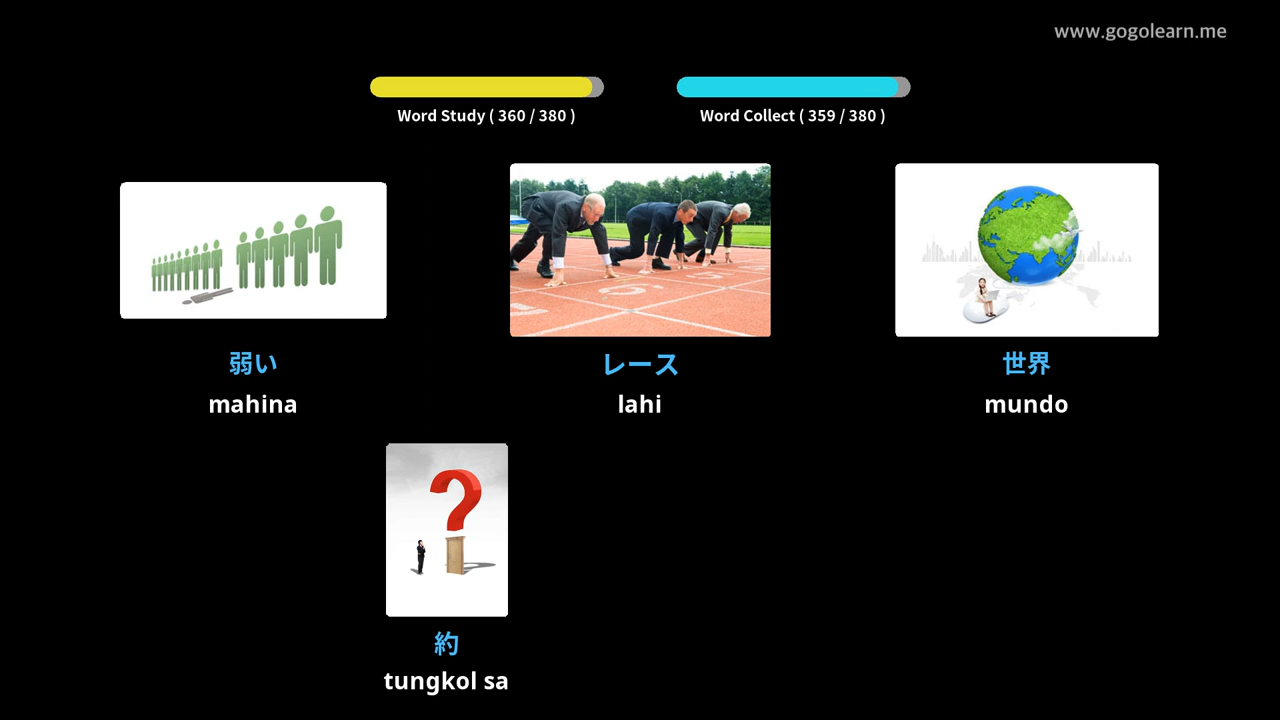 www.gogolearn.me
Word Study ( 360 / 380 )
Word Collect ( 359 / 380 )
弱い
mahina
レース
lahi
世界
mundo
約
tungkol sa